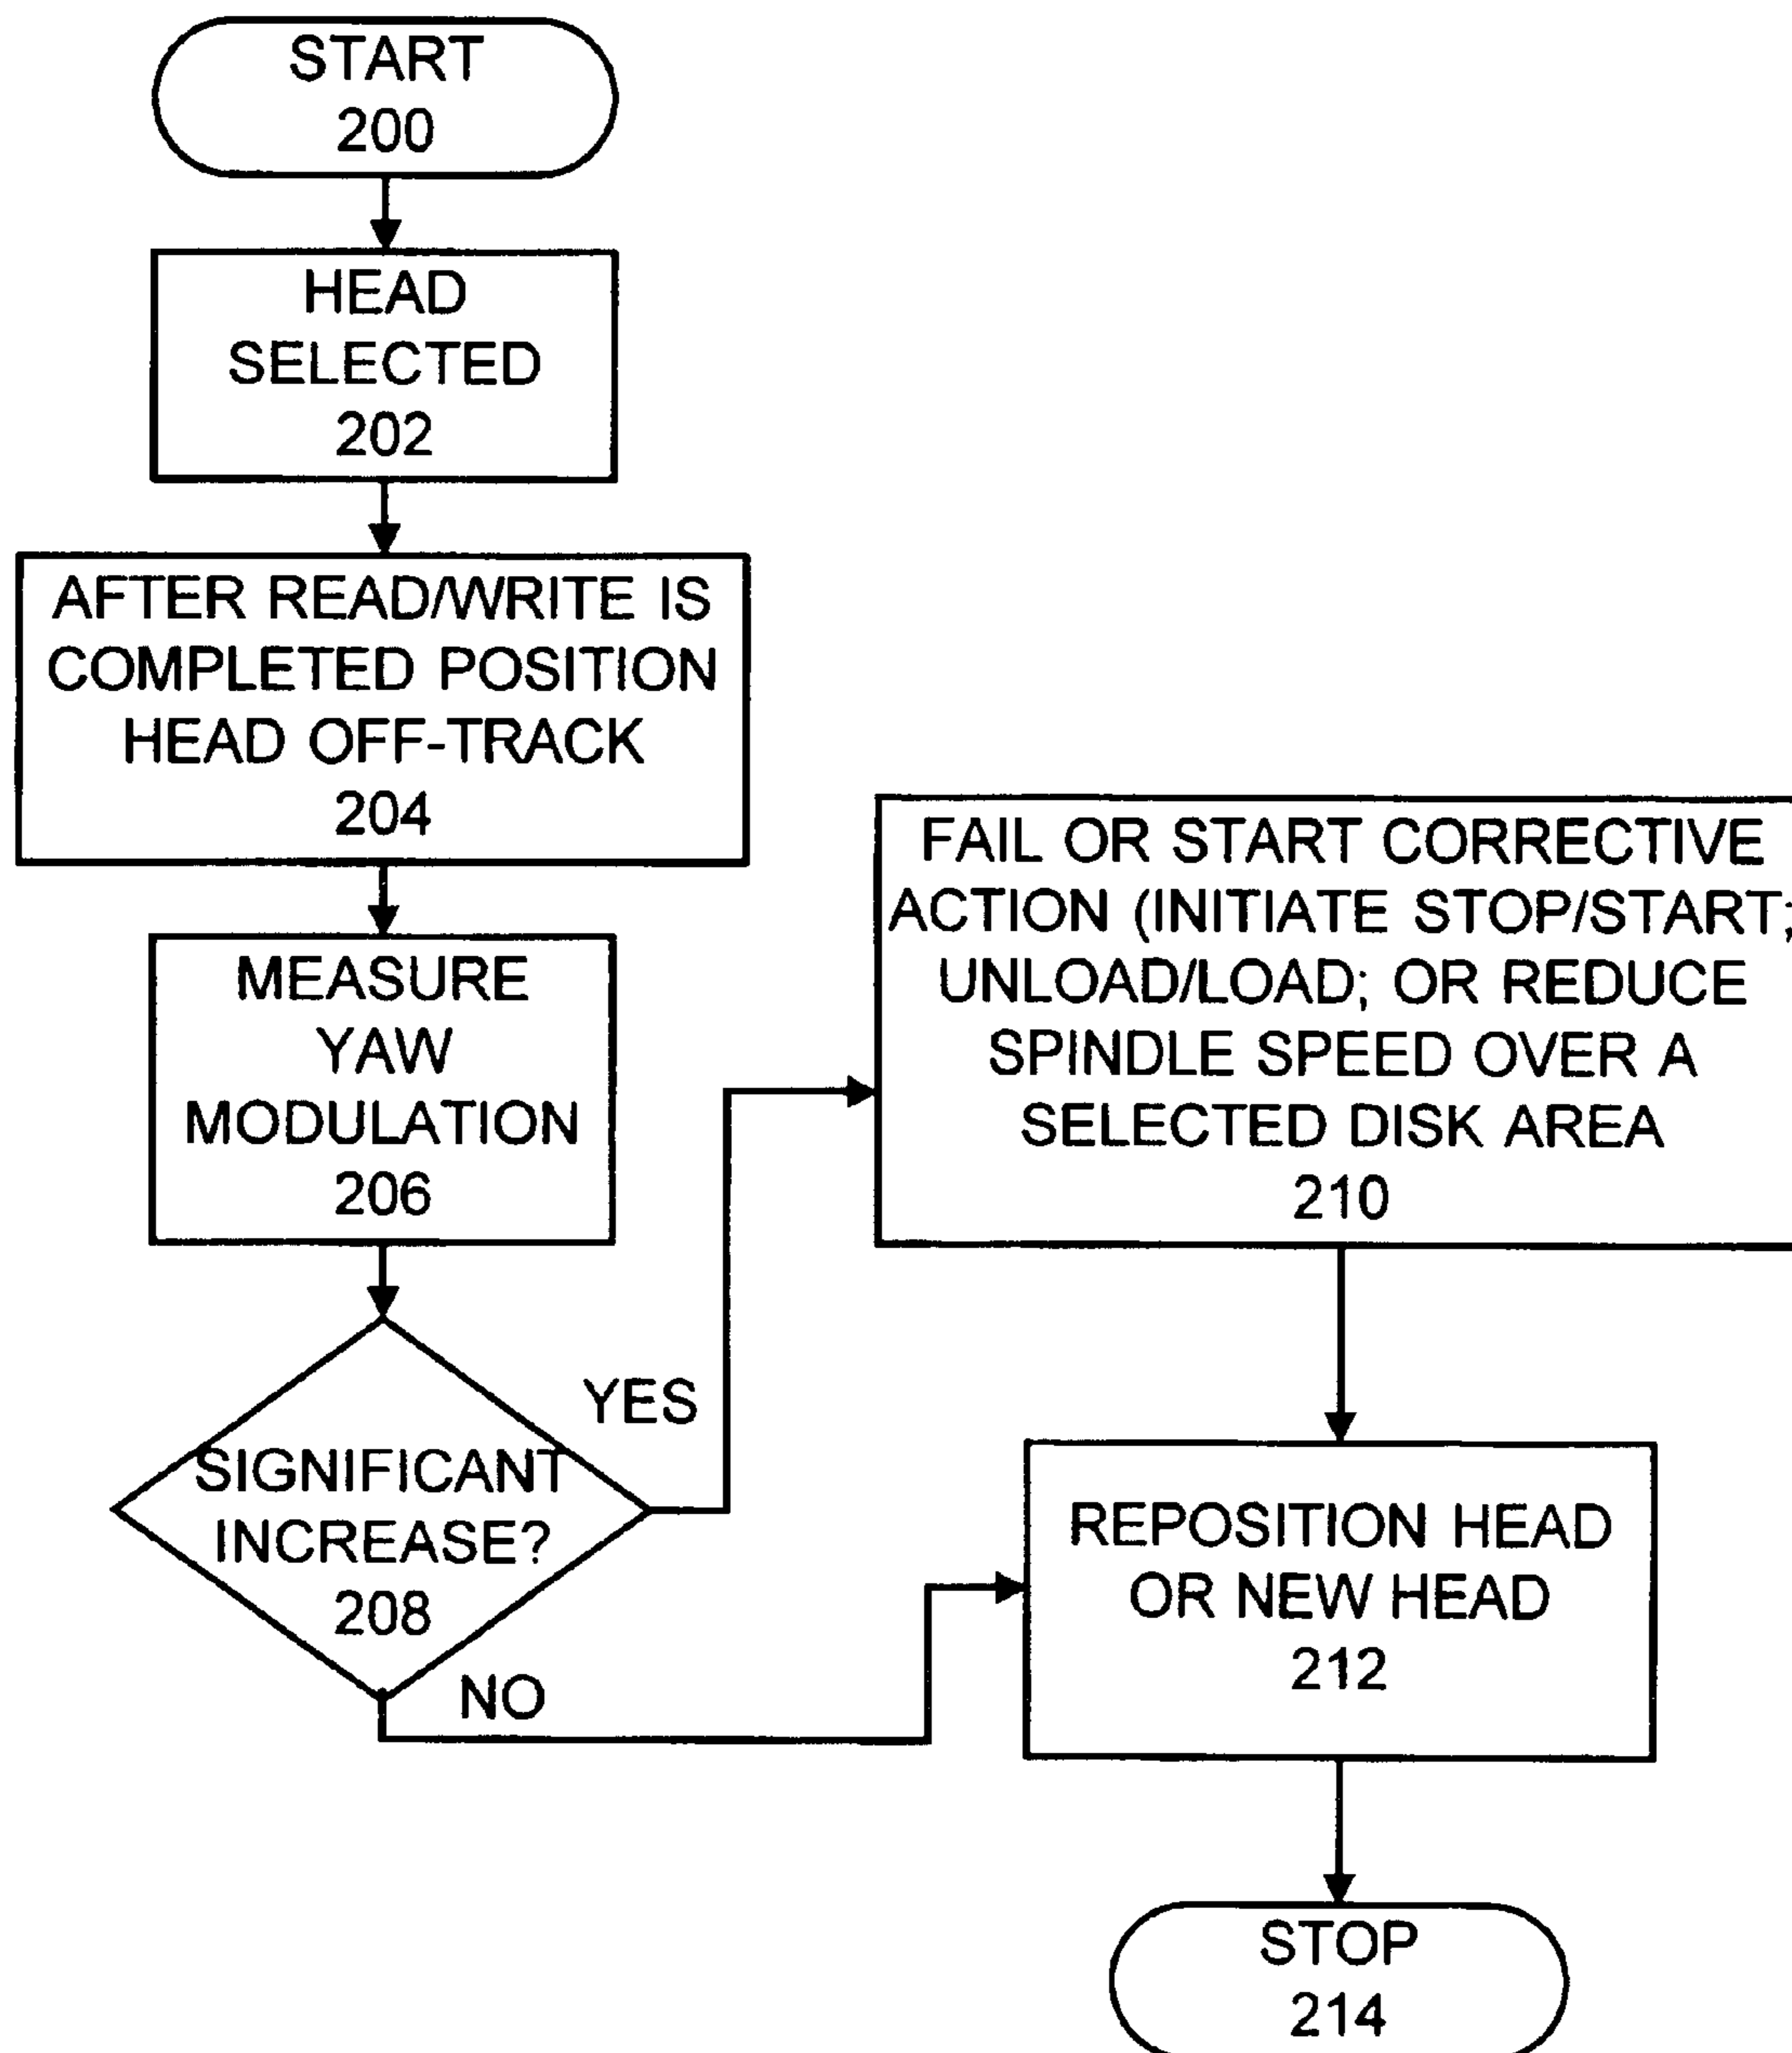 START
200
HEAD
SELECTED
202
AFTER READ/WRITE IS
COMPLETED POSITION
HEAD OFF-TRACK
204
MEASURE
YAW
MODULATION
206
SIGNIFICANT
INCREASE?
208
YES
NO
FAIL OR START CORRECTIVE
ACTION (INITIATE STOP/START;
UNLOAD/LOAD; OR REDUCE
SPINDLE SPEED OVER A
SELECTED DISK AREA
210
REPOSITION HEAD
OR NEW HEAD
212
STOP
214